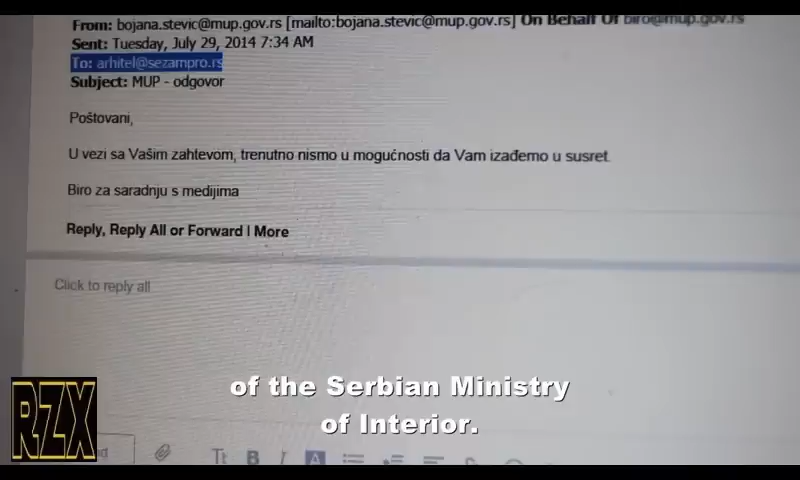 From: bojana.stevic@mup.gov.rs [mailto:bojana.stevic@mup.gov.rs] On Behalf Of biro@mup.gov.rs
Sent: Tuesday, July 29, 2014 7:34 AM
To: arhitel@sezampro.rs
Subject: MUP - odgovor
Poštovani,
U vezi sa Vašim zahtevom, trenutno nismo u mogućnosti da Vam izađemo u susret.
Biro za saradnju s medijima
Reply, Reply All or Forward | More
Click to reply all
of the Serbian Ministry
of Interior.
RZX
Tt B I A